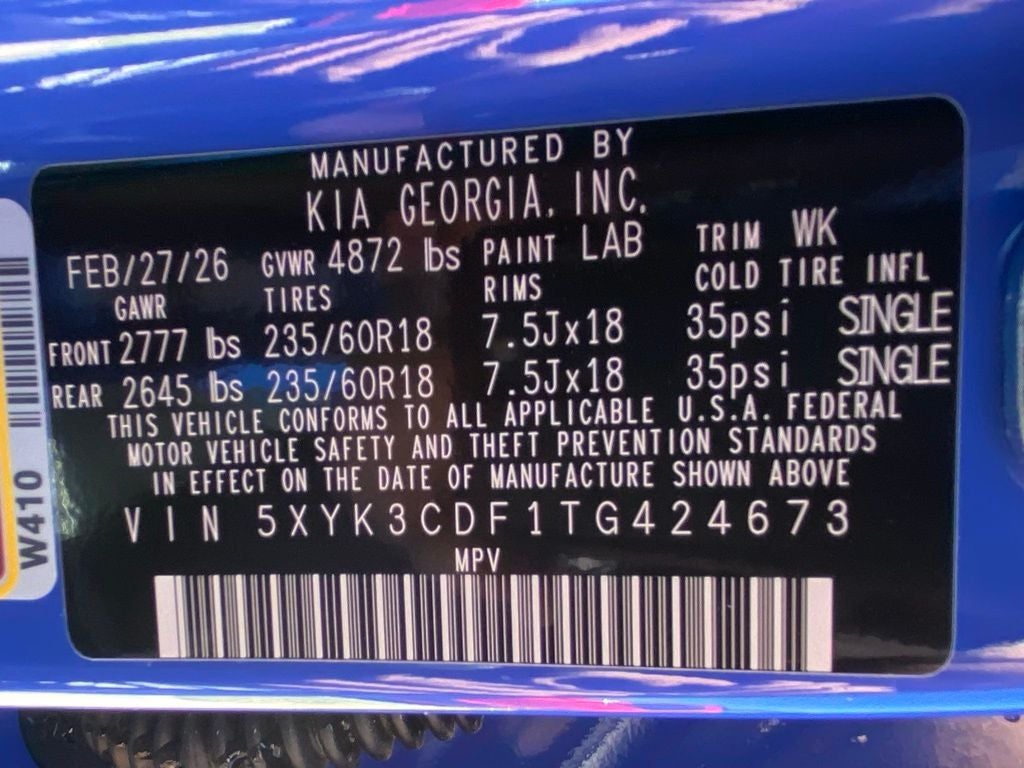 MANUFACTURED BY
KIA GEORGIA, INC.
FEB/27/26 GVWR 4872 lbs PAINT LAB TRIM WK
GAWR TIRES RIMS COLD TIRE INFL
FRONT 2777 lbs 235/60R18 7.5Jx18 35psi SINGLE
REAR 2645 lbs 235/60R18 7.5Jx18 35psi SINGLE
THIS VEHICLE CONFORMS TO ALL APPLICABLE U.S.A. FEDERAL
MOTOR VEHICLE SAFETY AND THEFT PREVENTION STANDARDS
IN EFFECT ON THE DATE OF MANUFACTURE SHOWN ABOVE
VIN 5XYK3CDF1TG424673
MPV
W410